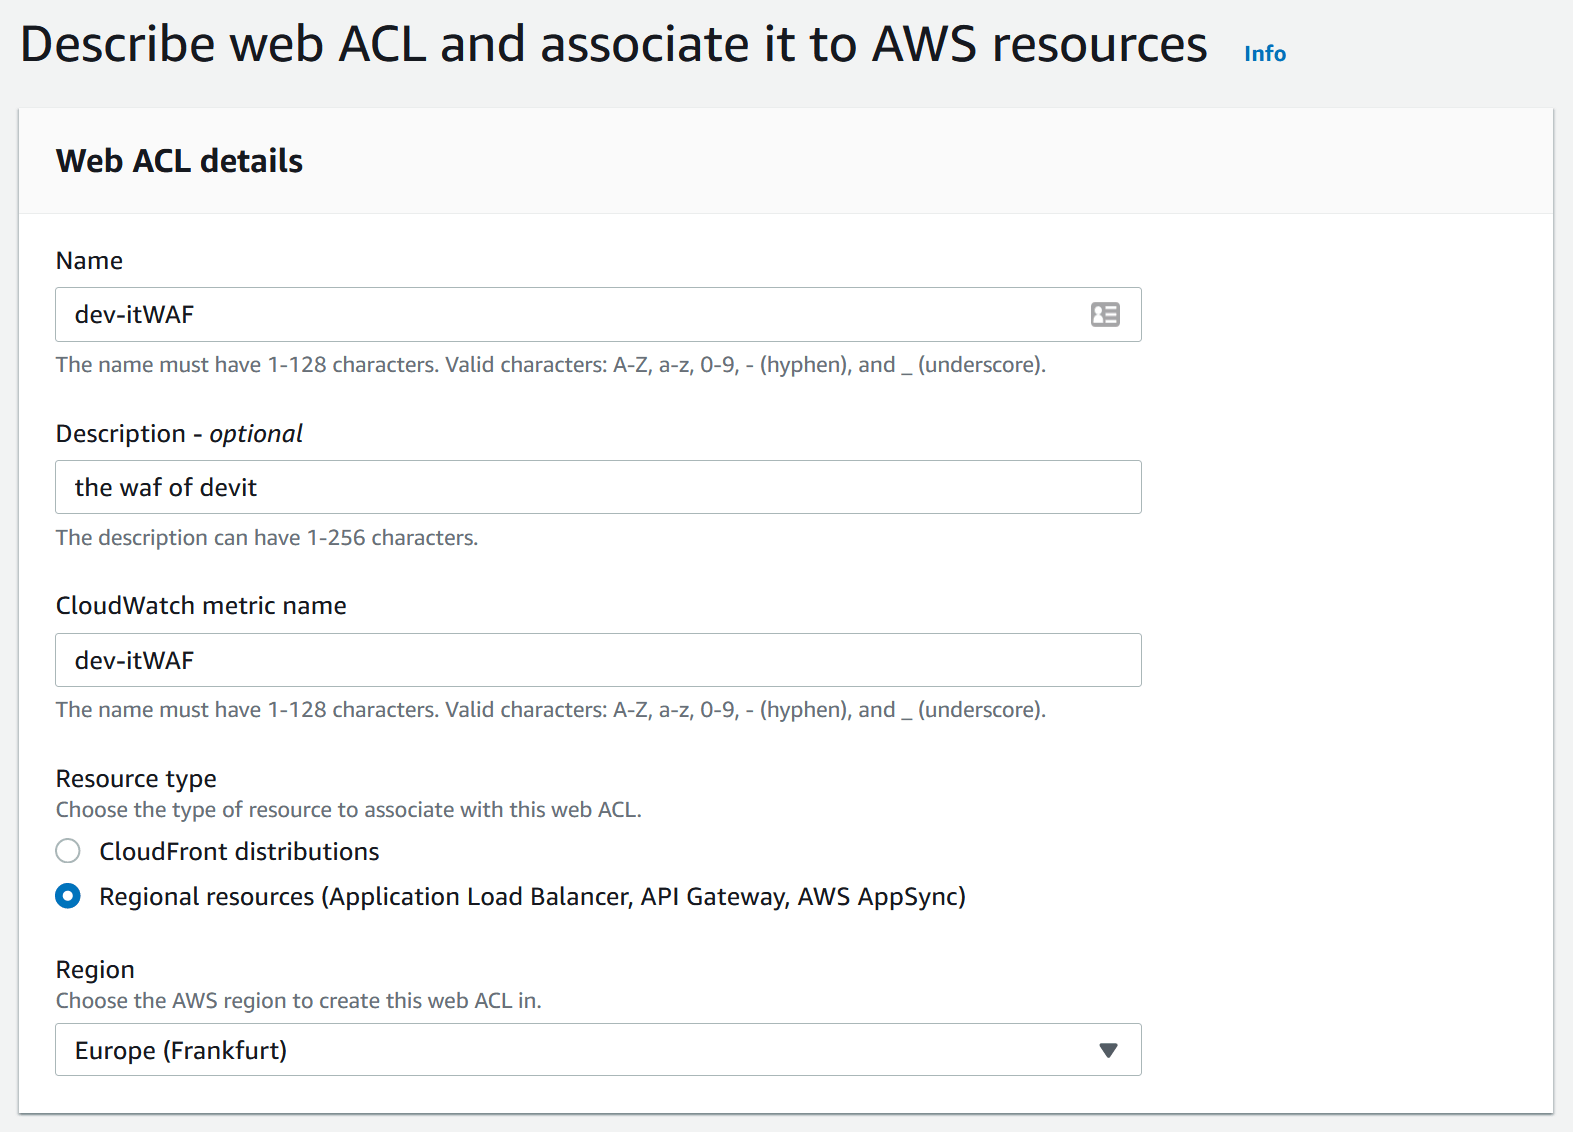 Describe web ACL and associate it to AWS resources Info
Web ACL details
Name
dev-itWAF
The name must have 1-128 characters. Valid characters: A-Z, a-z, 0-9, - (hyphen), and _ (underscore).
Description - optional
the waf of devit
The description can have 1-256 characters.
CloudWatch metric name
dev-itWAF
The name must have 1-128 characters. Valid characters: A-Z, a-z, 0-9, - (hyphen), and _ (underscore).
Resource type
Choose the type of resource to associate with this web ACL.
CloudFront distributions
Regional resources (Application Load Balancer, API Gateway, AWS AppSync)
Region
Choose the AWS region to create this web ACL in.
Europe (Frankfurt)